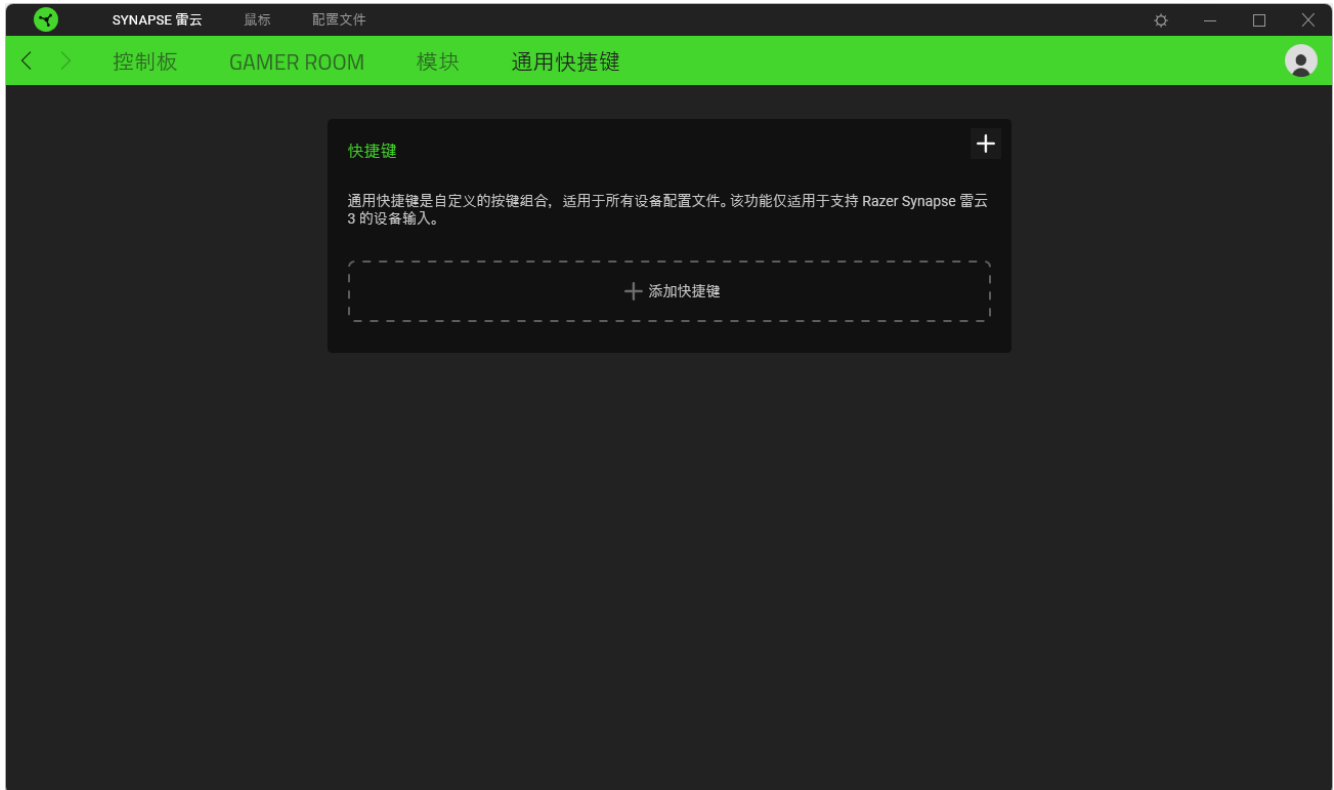 SYNAPSE 雷云 鼠标 配置文件
控制板 GAMER ROOM 模块 通用快捷键
快捷键
通用快捷键是自定义的按键组合，适用于所有设备配置文件。该功能仅适用于支持 Razer Synapse 雷云
3 的设备输入。
添加快捷键